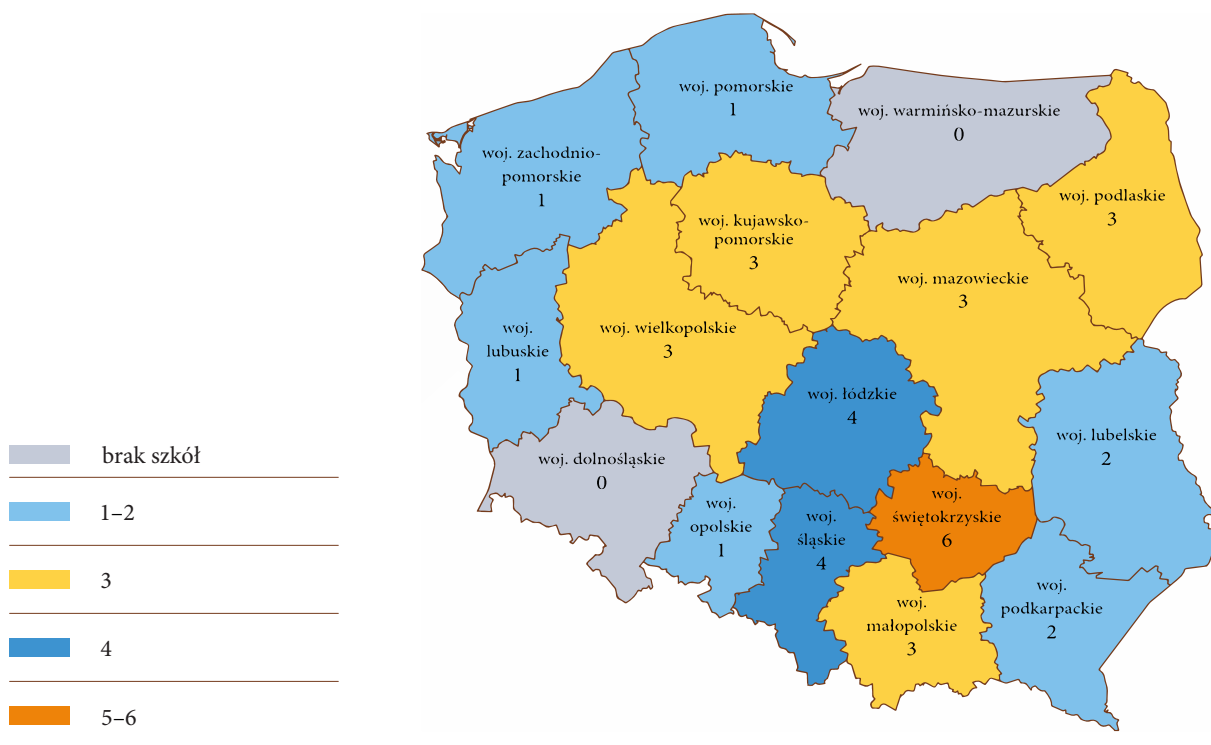 woj. pomorskie
1
woj. warmińsko-mazurskie
0
woj. zachodnio-
pomorskie
1
woj. podlaskie
3
woj. kujawsko-
pomorskie
3
woj. mazowieckie
3
woj.
lubuskie
1
woj. wielkopolskie
3
woj. łódzkie
4
woj. lubelskie
2
woj. dolnośląskie
0
woj.
opolskie
1
woj.
śląskie
4
woj.
świętokrzyskie
6
woj.
małopolskie
3
woj.
podkarpackie
2
brak szkół
1–2
3
4
5–6